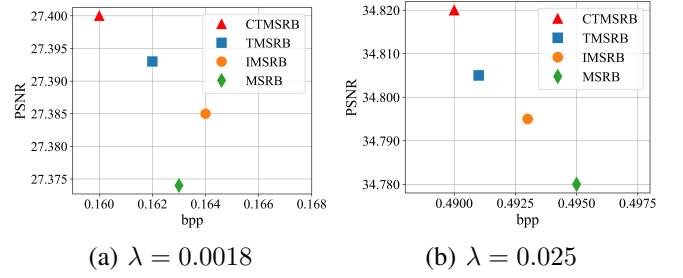 27.400
27.395
27.390
27.385
27.380
27.375
PSNR
CTMSRB
TMSRB
IMSRB
MSRB
0.160 0.162 0.164 0.166 0.168
bpp
(a) λ = 0.0018
34.820
34.810
34.800
34.790
34.780
PSNR
CTMSRB
TMSRB
IMSRB
MSRB
0.4900 0.4925 0.4950 0.4975
bpp
(b) λ = 0.025